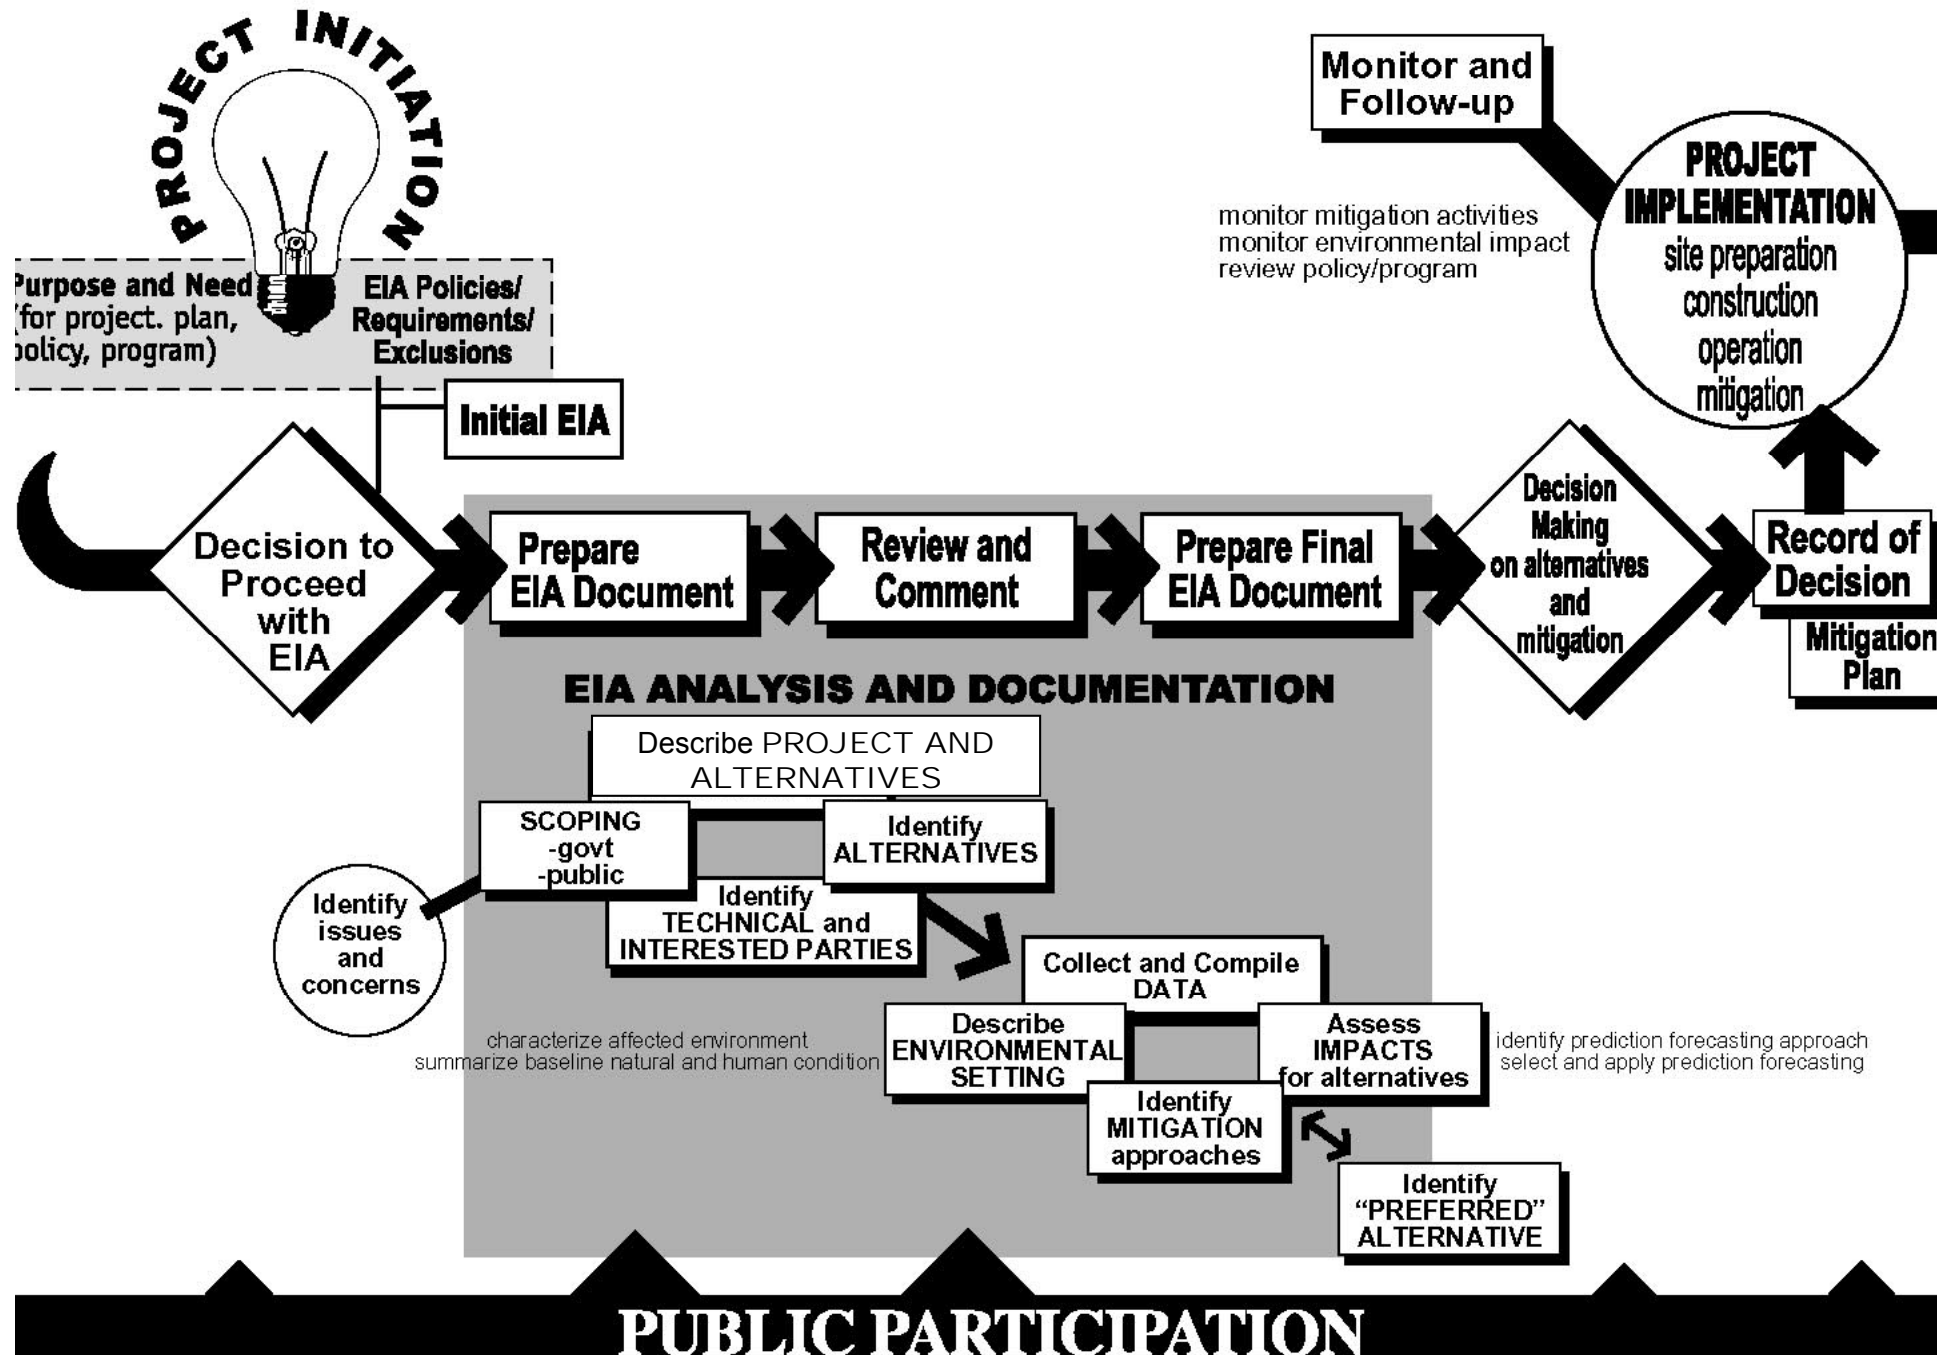 PROJECT INITIATION
Purpose and Need
(for project. plan,
policy, program)
EIA Policies/
Requirements/
Exclusions
Initial EIA
Decision to
Proceed
with
EIA
Prepare
EIA Document
Review and
Comment
Prepare Final
EIA Document
Decision
Making
on alternatives
and
mitigation
Record of
Decision
Mitigation
Plan
Monitor and
Follow-up
monitor mitigation activities
monitor environmental impact
review policy/program
PROJECT
IMPLEMENTATION
site preparation
construction
operation
mitigation
EIA ANALYSIS AND DOCUMENTATION
Describe PROJECT AND
ALTERNATIVES
SCOPING
-govt
-public
Identify
ALTERNATIVES
Identify
TECHNICAL and
INTERESTED PARTIES
Identify
issues
and
concerns
Collect and Compile
DATA
characterize affected environment
summarize baseline natural and human condition
Describe
ENVIRONMENTAL
SETTING
Assess
IMPACTS
for alternatives
identify prediction forecasting approach
select and apply prediction forecasting
Identify
MITIGATION
approaches
Identify
“PREFERRED”
ALTERNATIVE
PUBLIC PARTICIPATION